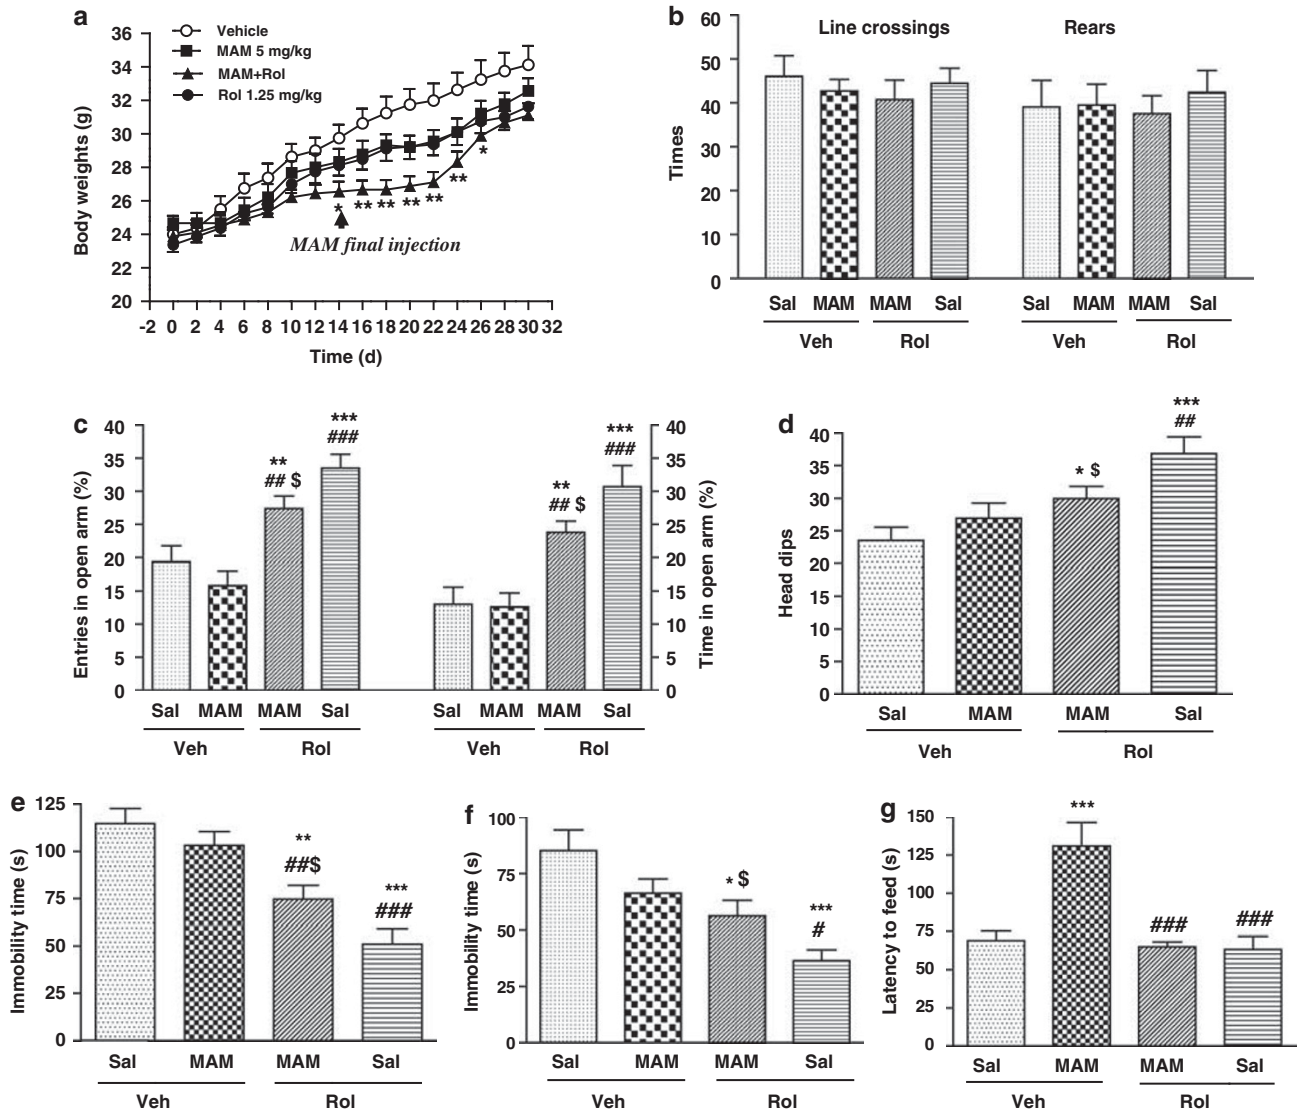 a
Vehicle
MAM 5 mg/kg
MAM+Rol
Rol 1.25 mg/kg
Body weights (g)
36
34
32
30
28
26
24
22
20
* ** ** ** ** ** *
MAM final injection
-2 0 2 4 6 8 10 12 14 16 18 20 22 24 26 28 30 32
Time (d)
b
Line crossings Rears
Times
60
50
40
30
20
10
0
Sal MAM MAM Sal Sal MAM MAM Sal
Veh Rol Veh Rol
c
Entries in open arm (%)
40
35
30
25
20
15
10
5
0
**
## $
***
###
**
## $
***
###
40
35
30
25
20
15
10
5
0
Time in open arm (%)
Sal MAM MAM Sal Sal MAM MAM Sal
Veh Rol Veh Rol
d
Head dips
40
35
30
25
20
15
10
5
0
* $
***
##
Sal MAM MAM Sal
Veh Rol
e
Immobility time (s)
125
100
75
50
25
0
**
##$
***
###
Sal MAM MAM Sal
Veh Rol
f
Immobility time (s)
100
75
50
25
0
* $
***
#
Sal MAM MAM Sal
Veh Rol
g
Latency to feed (s)
150
125
100
75
50
25
0
***
###
###
Sal MAM MAM Sal
Veh Rol